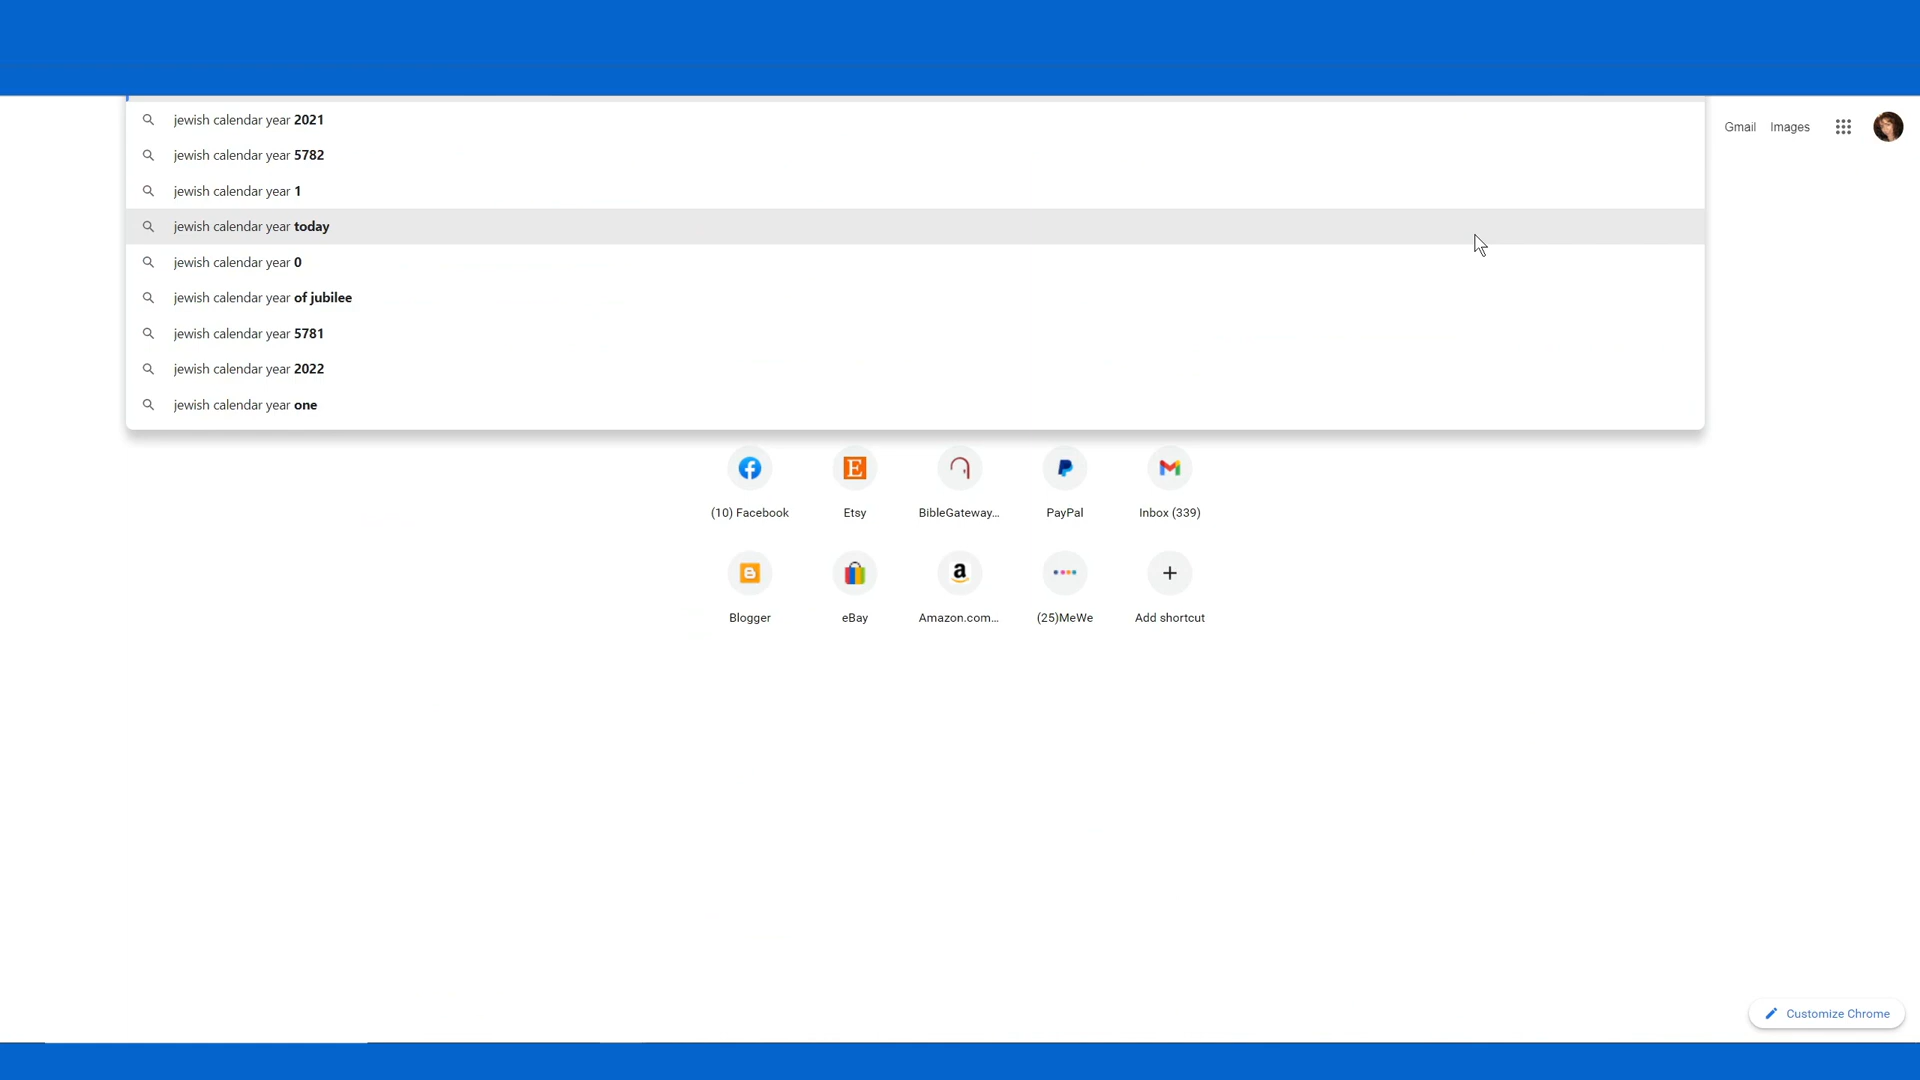 jewish calendar year 2021
Gmail Images
jewish calendar year 5782
jewish calendar year 1
jewish calendar year today
jewish calendar year 0
jewish calendar year of jubilee
jewish calendar year 5781
jewish calendar year 2022
jewish calendar year one
(10) Facebook
Etsy
BibleGateway...
PayPal
Inbox (339)
Blogger
eBay
Amazon.com...
(25)MeWe
Add shortcut
Customize Chrome